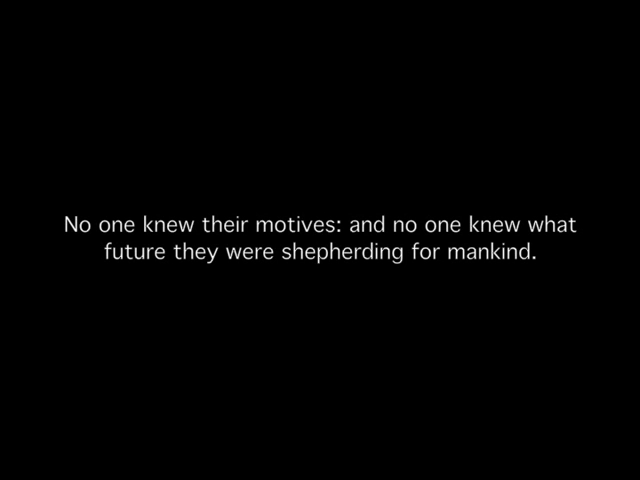 No one knew their motives: and no one knew what
future they were shepherding for mankind.